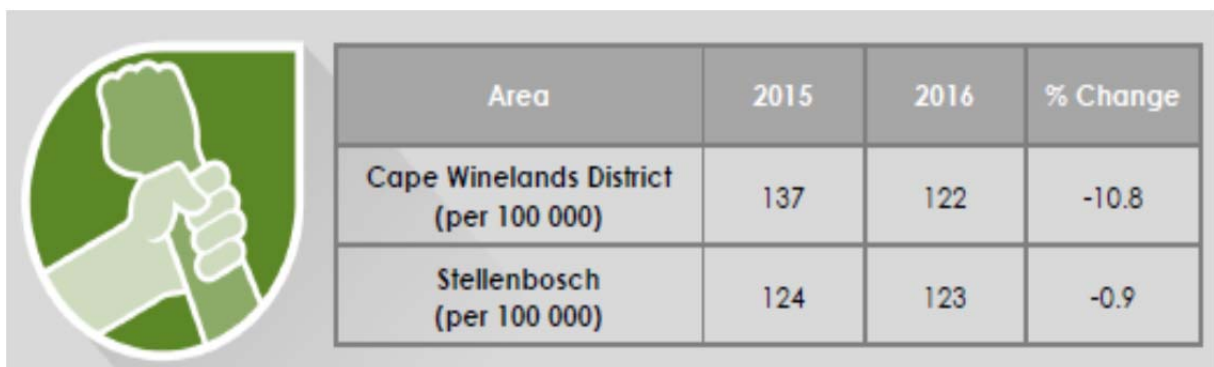 Area 2015 2016 % Change
Cape Winelands District
(per 100 000) 137 122 -10.8
Stellenbosch
(per 100 000) 124 123 -0.9